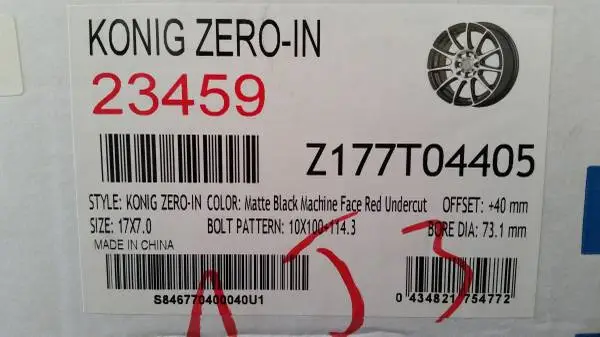 KONIG ZERO-IN
23459
Z177T04405
STYLE: KONIG ZERO-IN COLOR: Matte Black Machine Face Red Undercut OFFSET: +40 mm
SIZE: 17X7.0 BOLT PATTERN: 10X100+114.3 BORE DIA: 73.1 mm
MADE IN CHINA
S846770400040U1
0 434821 754772